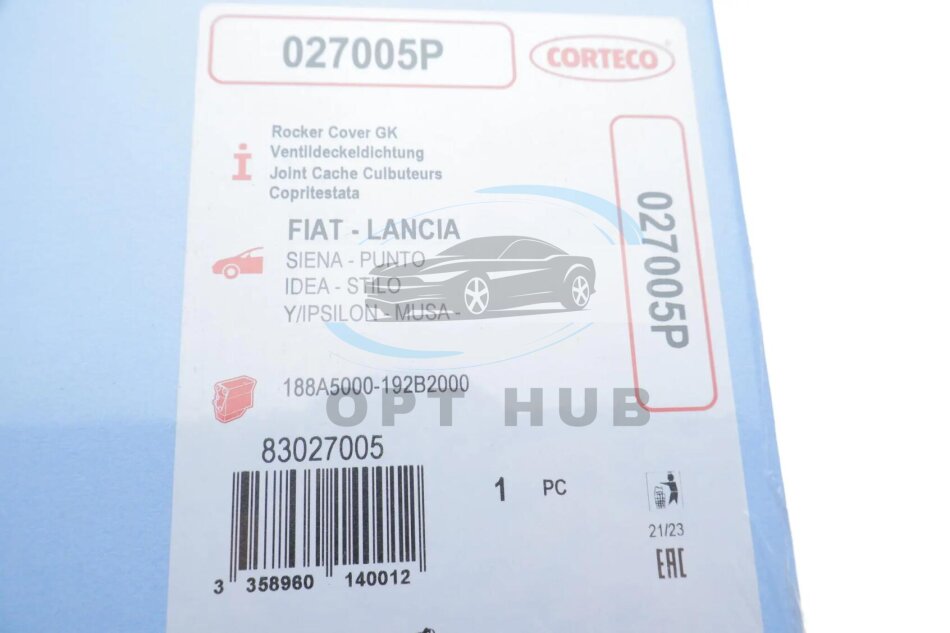 027005P
CORTECO
Rocker Cover GK
Ventildeckeldichtung
Joint Cache Culbuteurs
Copritestata
027005P
FIAT - LANCIA
SIENA - PUNTO
IDEA - STILO
Y/IPSILON - MUSA -
188A5000-192B2000
OPT HUB
83027005
1 PC
21/23
EAC
3 358960 140012